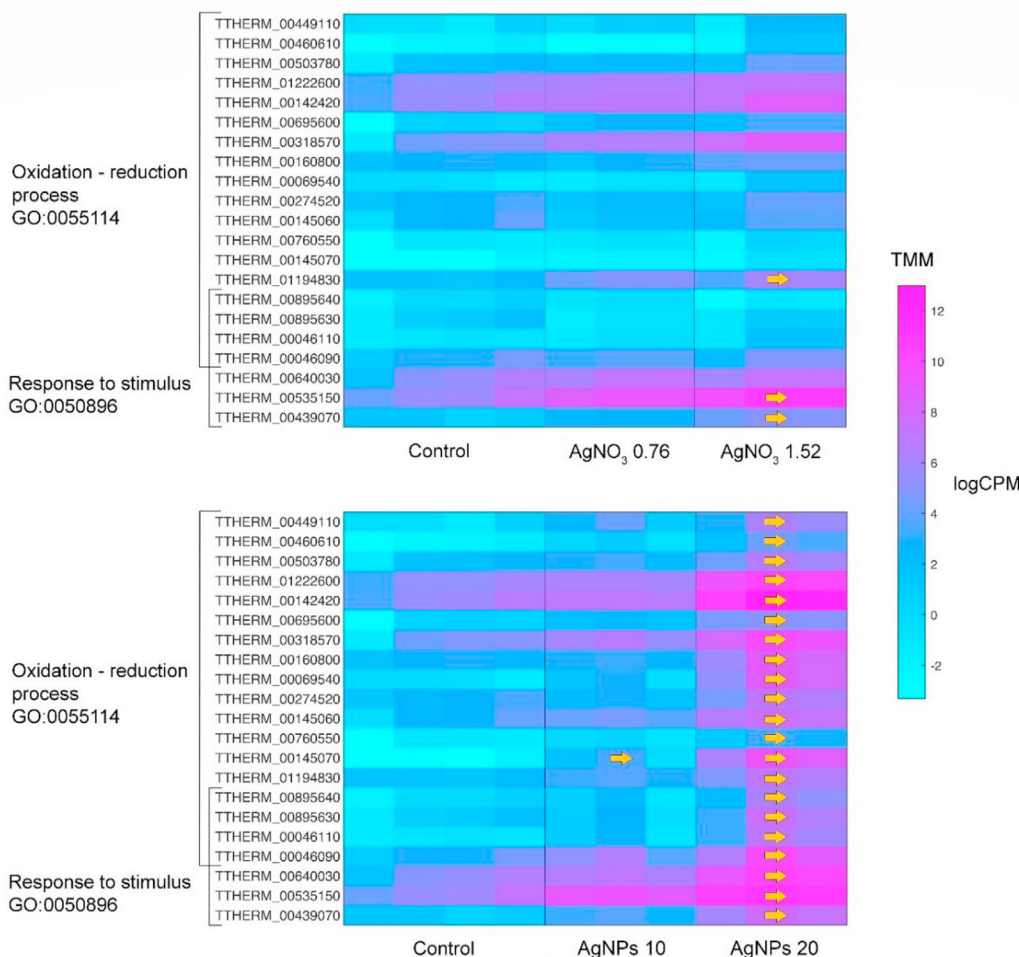 TTHERM_00449110
TTHERM_00460610
TTHERM_00503780
TTHERM_01222600
TTHERM_00142420
TTHERM_00695600
TTHERM_00318570
TTHERM_00160800
TTHERM_00069540
TTHERM_00274520
TTHERM_00145060
TTHERM_00760550
TTHERM_00145070
TTHERM_01194830
TTHERM_00895640
TTHERM_00895630
TTHERM_00046110
TTHERM_00046090
TTHERM_00640030
TTHERM_00535150
TTHERM_00439070
Oxidation - reduction
process
GO:0055114
Response to stimulus
GO:0050896
Control
AgNO₃ 0.76
AgNO₃ 1.52
TMM
12
10
8
6
4
2
0
-2
logCPM
TTHERM_00449110
TTHERM_00460610
TTHERM_00503780
TTHERM_01222600
TTHERM_00142420
TTHERM_00695600
TTHERM_00318570
TTHERM_00160800
TTHERM_00069540
TTHERM_00274520
TTHERM_00145060
TTHERM_00760550
TTHERM_00145070
TTHERM_01194830
TTHERM_00895640
TTHERM_00895630
TTHERM_00046110
TTHERM_00046090
TTHERM_00640030
TTHERM_00535150
TTHERM_00439070
Oxidation - reduction
process
GO:0055114
Response to stimulus
GO:0050896
Control
AgNPs 10
AgNPs 20